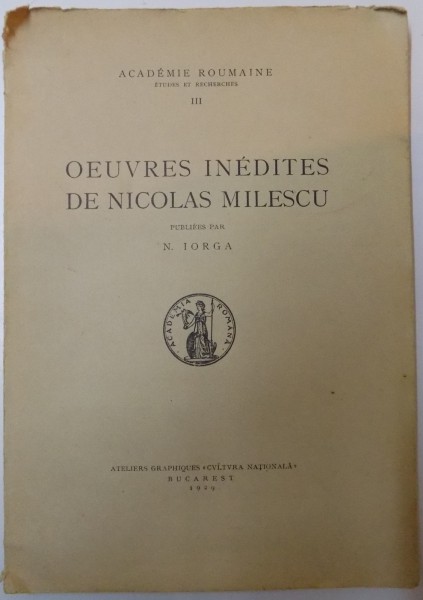 ACADÉMIE ROUMAINE
ÉTUDES ET RECHERCHES
III
OEUVRES INÉDITES
DE NICOLAS MILESCU
PUBLIÉES PAR
N. IORGA
ACADEMIA ROMANA
ATELIERS GRAPHIQUES «CVLTVRA NAŢIONALĂ»
BUCAREST
1929